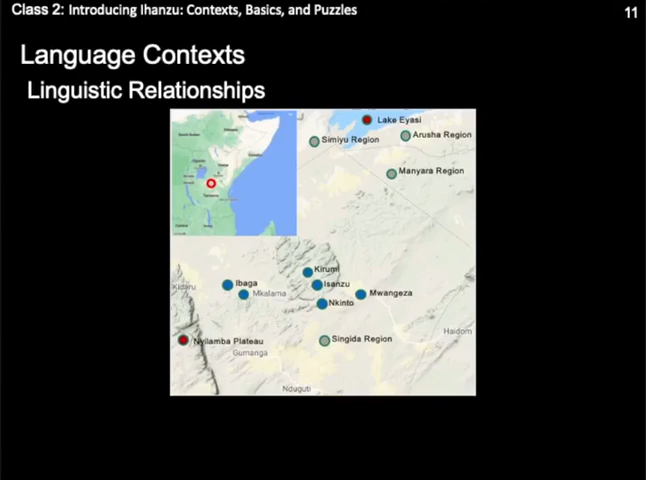 Class 2: Introducing Ihanzu: Contexts, Basics, and Puzzles
11
Language Contexts
Linguistic Relationships
Lake Eyasi
Simiyu Region
Arusha Region
Manyara Region
Kirumi
Ibaga
Isanzu
Mkalama
Mwangeza
Nkinto
Kidaru
Haidom
Nyilamba Plateau
Singida Region
Gumanga
Nduguti